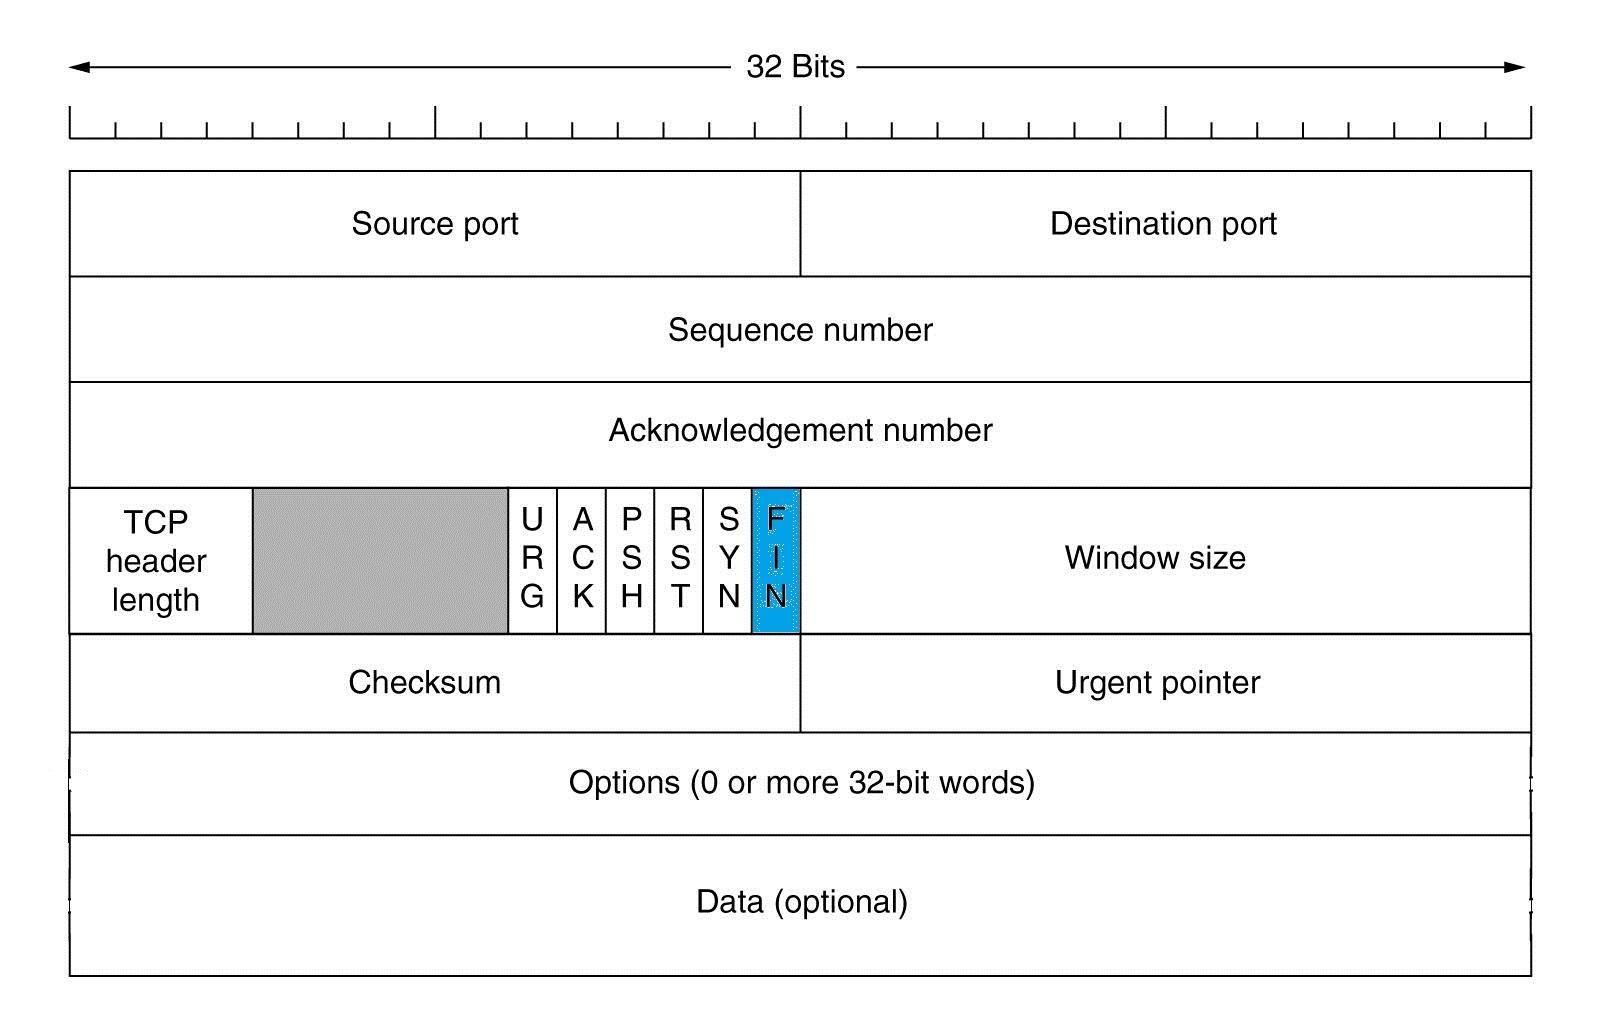 32 Bits
Source port
Destination port
Sequence number
Acknowledgement number
TCP
header
length
URG
ACK
PSH
RST
SYN
FIN
Window size
Checksum
Urgent pointer
Options (0 or more 32-bit words)
Data (optional)